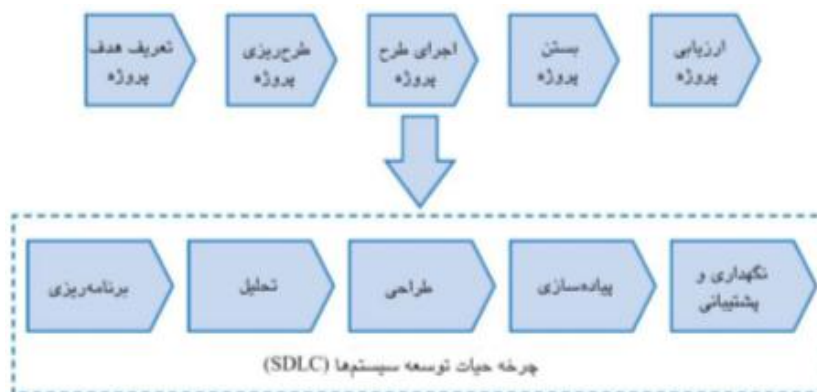 تعریف هدف
پروژه
طرح‌ریزی
پروژه
اجرای طرح
پروژه
بستن
پروژه
ارزیابی
پروژه
برنامه‌ریزی
تحلیل
طراحی
پیاده‌سازی
نگهداری و
پشتیبانی
چرخه حیات توسعه سیستم‌ها (SDLC)